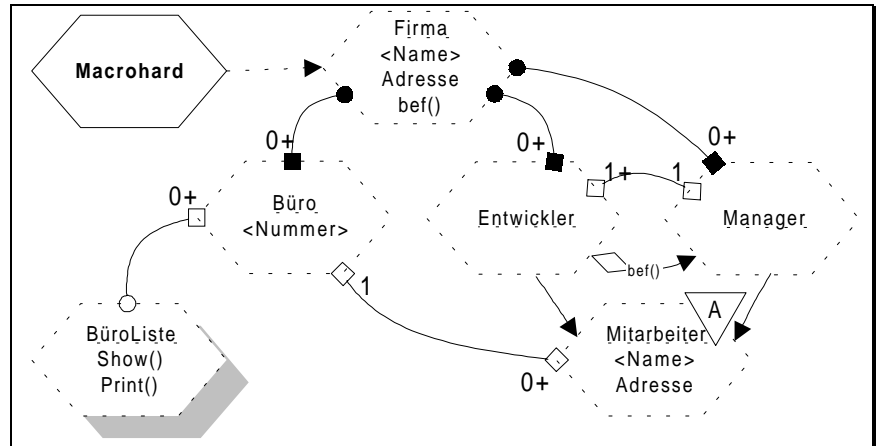 Macrohard
Firma
<Name>
Adresse
bef()
0+
0+
0+
0+
1+
1
Büro
<Nummer>
Entwickler
Manager
bef()
1
A
BüroListe
Show()
Print()
Mitarbeiter
<Name>
Adresse
0+